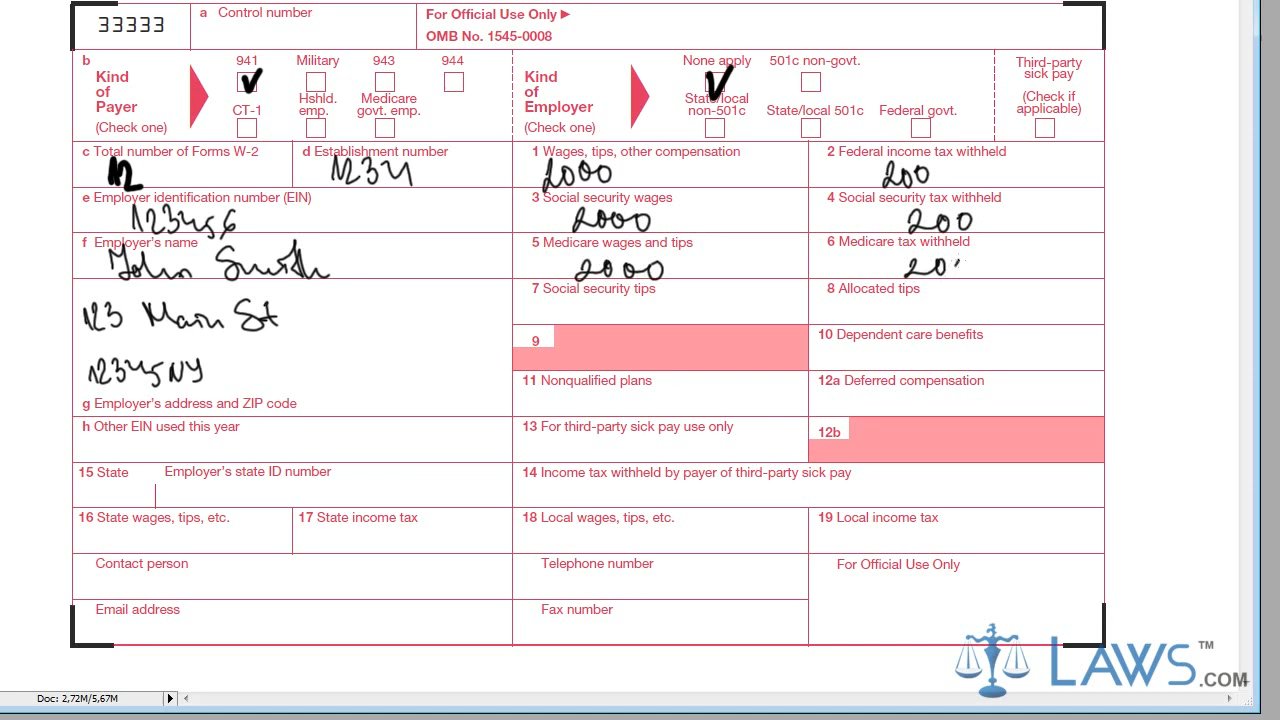 33333
a Control number
For Official Use Only ►
OMB No. 1545-0008
b
Kind
of
Payer
(Check one)
941
Military
943
944
CT-1
Hshld.
emp.
Medicare
govt. emp.
Kind
of
Employer
(Check one)
None apply
501c non-govt.
State/local
non-501c
State/local 501c
Federal govt.
Third-party
sick pay
(Check if
applicable)
c Total number of Forms W-2
12
d Establishment number
1234
1 Wages, tips, other compensation
2000
2 Federal income tax withheld
200
e Employer identification number (EIN)
123456
3 Social security wages
2000
4 Social security tax withheld
200
f Employer's name
John Smith
5 Medicare wages and tips
2000
6 Medicare tax withheld
20
123 Main St
12345 NY
g Employer's address and ZIP code
7 Social security tips
8 Allocated tips
9
10 Dependent care benefits
11 Nonqualified plans
12a Deferred compensation
h Other EIN used this year
13 For third-party sick pay use only
12b
15 State
Employer's state ID number
14 Income tax withheld by payer of third-party sick pay
16 State wages, tips, etc.
17 State income tax
18 Local wages, tips, etc.
19 Local income tax
Contact person
Telephone number
For Official Use Only
Email address
Fax number
LAWS.COM ™
Doc: 2,72M/5,67M